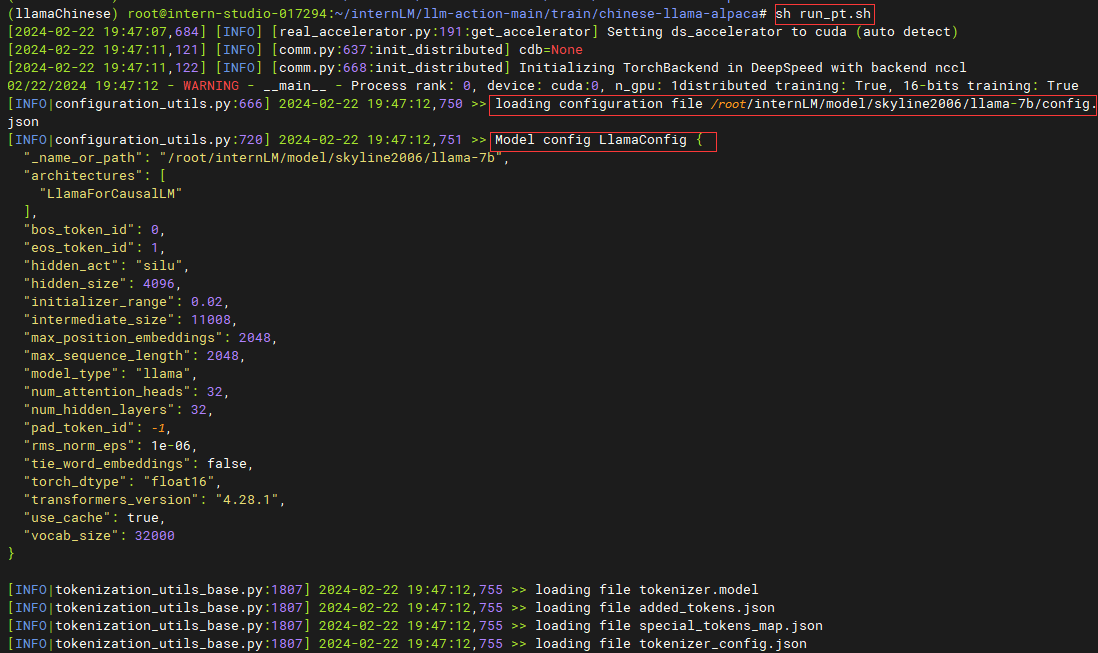 (llamaChinese) root@intern-studio-017294:~/internLM/llm-action-main/train/chinese-llama-alpaca# sh run_pt.sh
[2024-02-22 19:47:07,684] [INFO] [real_accelerator.py:191:get_accelerator] Setting ds_accelerator to cuda (auto detect)
[2024-02-22 19:47:11,121] [INFO] [comm.py:637:init_distributed] cdb=None
[2024-02-22 19:47:11,122] [INFO] [comm.py:668:init_distributed] Initializing TorchBackend in DeepSpeed with backend nccl
02/22/2024 19:47:12 - WARNING - __main__ - Process rank: 0, device: cuda:0, n_gpu: 1distributed training: True, 16-bits training: True
[INFO|configuration_utils.py:666] 2024-02-22 19:47:12,750 >> loading configuration file /root/internLM/model/skyline2006/llama-7b/config.
json
[INFO|configuration_utils.py:720] 2024-02-22 19:47:12,751 >> Model config LlamaConfig {
  "_name_or_path": "/root/internLM/model/skyline2006/llama-7b",
  "architectures": [
    "LlamaForCausalLM"
  ],
  "bos_token_id": 0,
  "eos_token_id": 1,
  "hidden_act": "silu",
  "hidden_size": 4096,
  "initializer_range": 0.02,
  "intermediate_size": 11008,
  "max_position_embeddings": 2048,
  "max_sequence_length": 2048,
  "model_type": "llama",
  "num_attention_heads": 32,
  "num_hidden_layers": 32,
  "pad_token_id": -1,
  "rms_norm_eps": 1e-06,
  "tie_word_embeddings": false,
  "torch_dtype": "float16",
  "transformers_version": "4.28.1",
  "use_cache": true,
  "vocab_size": 32000
}
[INFO|tokenization_utils_base.py:1807] 2024-02-22 19:47:12,755 >> loading file tokenizer.model
[INFO|tokenization_utils_base.py:1807] 2024-02-22 19:47:12,755 >> loading file added_tokens.json
[INFO|tokenization_utils_base.py:1807] 2024-02-22 19:47:12,755 >> loading file special_tokens_map.json
[INFO|tokenization_utils_base.py:1807] 2024-02-22 19:47:12,755 >> loading file tokenizer_config.json